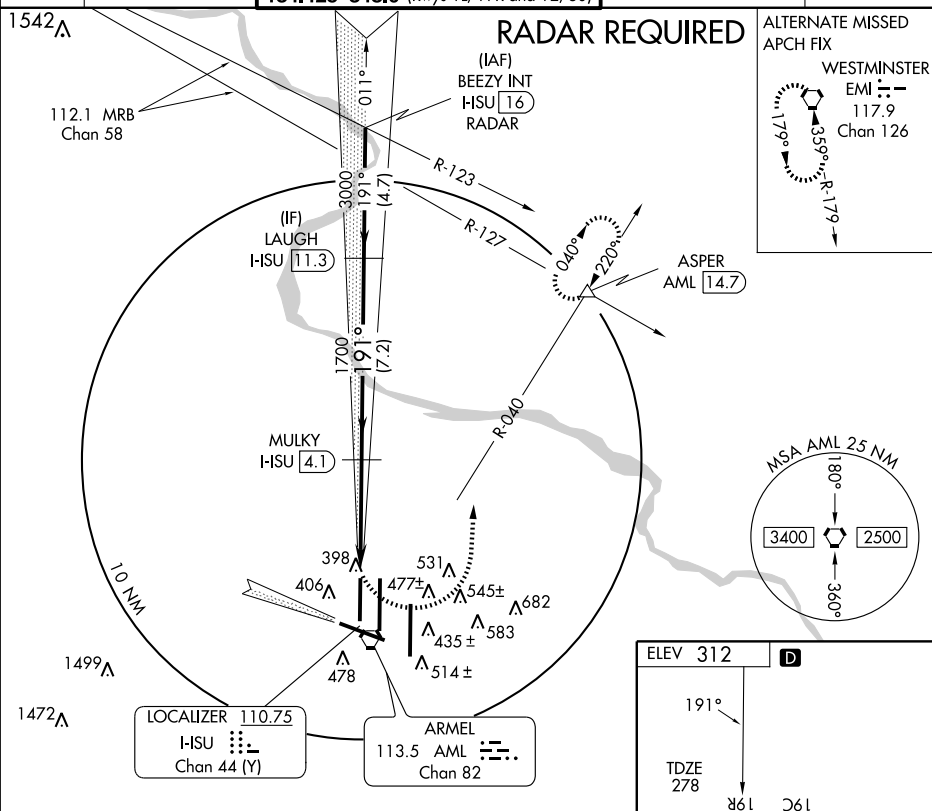 1542
RADAR REQUIRED
(IAF)
BEEZY INT
I-ISU 16
RADAR
112.1 MRB
Chan 58
011°
3000
191°
(4.7)
R-123
R-127
(IF)
LAUGH
I-ISU 11.3
040°
220°
ASPER
AML 14.7
1700
191°
(7.2)
R-040
MULKY
I-ISU 4.1
398
406
477±
531
545±
682
583
435 ±
514 ±
478
10 NM
1499
1472
LOCALIZER 110.75
I-ISU
Chan 44 (Y)
ARMEL
113.5 AML
Chan 82
ALTERNATE MISSED
APCH FIX
WESTMINSTER
EMI
117.9
Chan 126
179°
359°
R-179
MSA AML 25 NM
180°
3400
2500
360°
ELEV 312
D
191°
TDZE
278
19R
19C